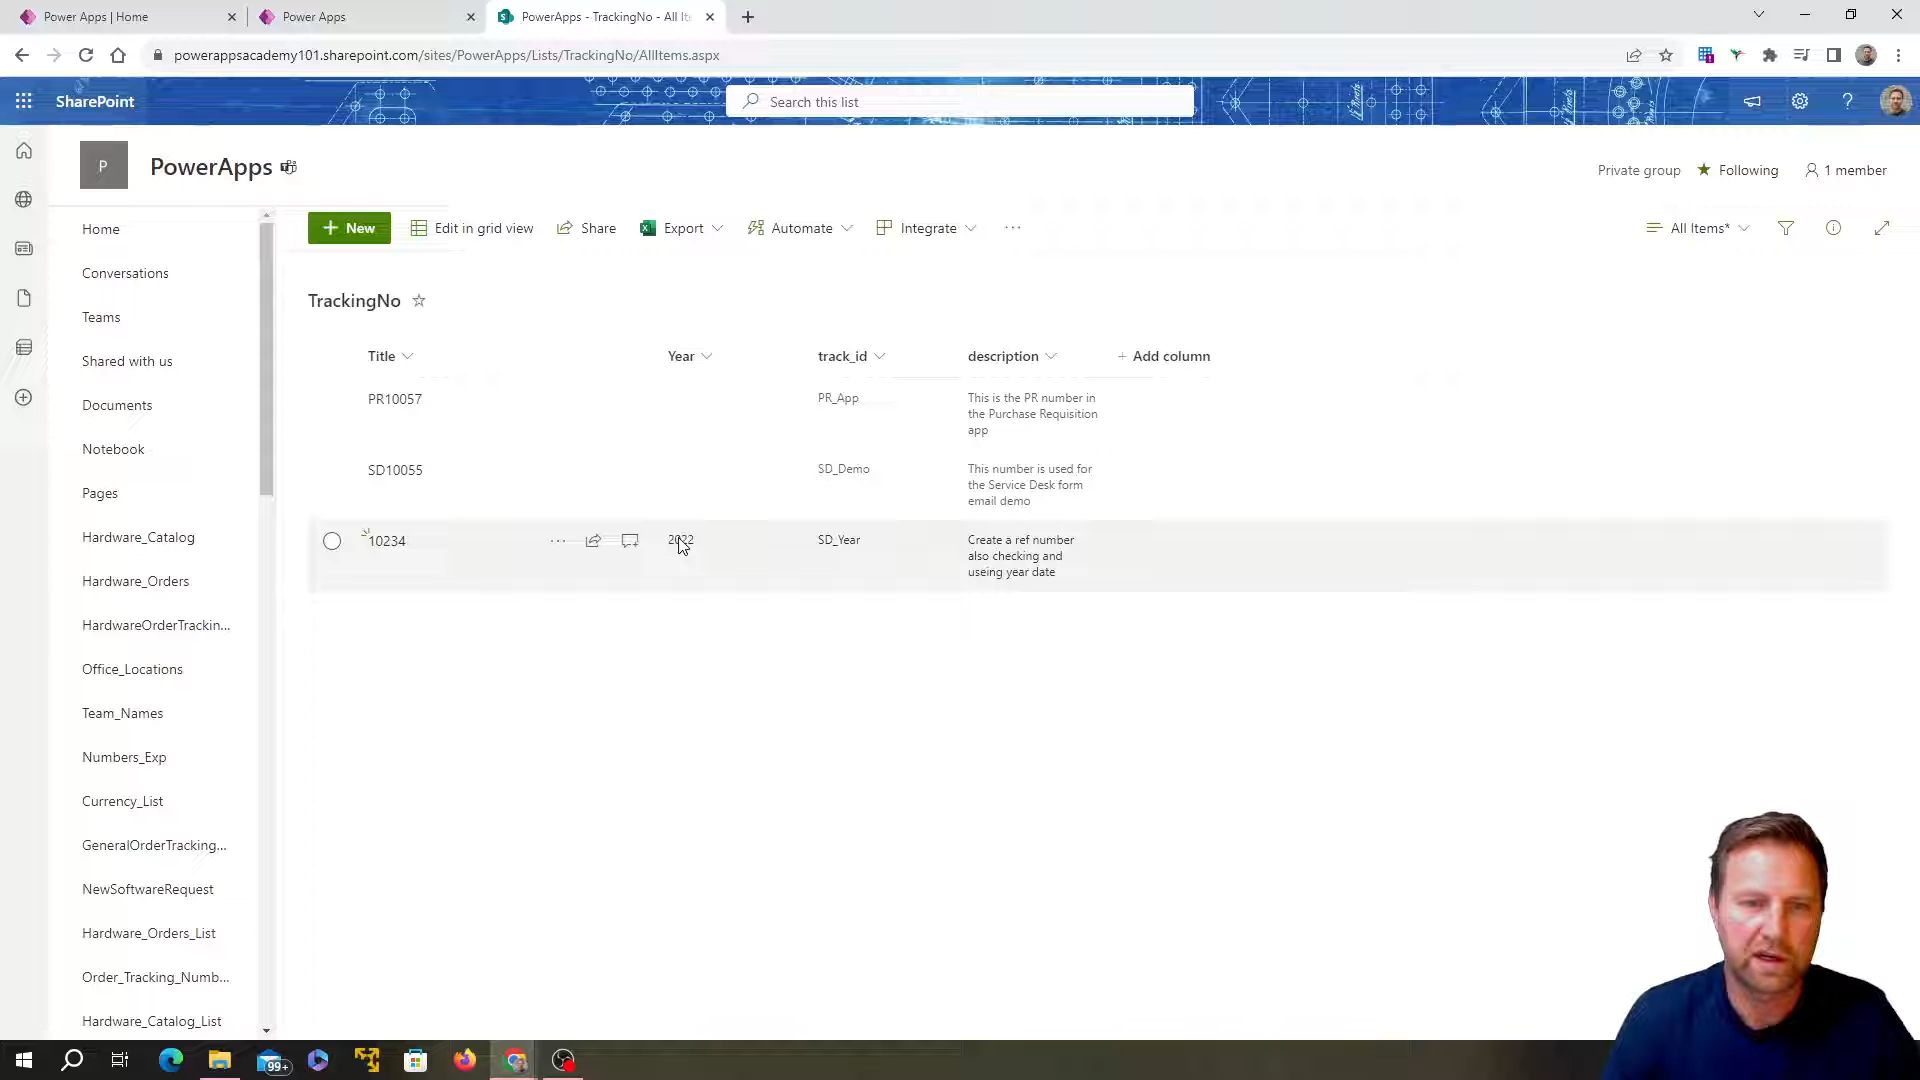 Power Apps | Home
Power Apps
PowerApps - TrackingNo - All It
powerappsacademy101.sharepoint.com/sites/PowerApps/Lists/TrackingNo/AllItems.aspx
SharePoint
Search this list
P
PowerApps
Private group
Following
1 member
Home
Conversations
Teams
Shared with us
Documents
Notebook
Pages
Hardware_Catalog
Hardware_Orders
HardwareOrderTrackin...
Office_Locations
Team_Names
Numbers_Exp
Currency_List
GeneralOrderTracking...
NewSoftwareRequest
Hardware_Orders_List
Order_Tracking_Numb...
Hardware_Catalog_List
New
Edit in grid view
Share
Export
Automate
Integrate
All Items*
TrackingNo
Title
Year
track_id
description
+ Add column
PR10057
PR_App
This is the PR number in
the Purchase Requisition
app
SD10055
SD_Demo
This number is used for
the Service Desk form
email demo
10234
2022
SD_Year
Create a ref number
also checking and
useing year date
99+